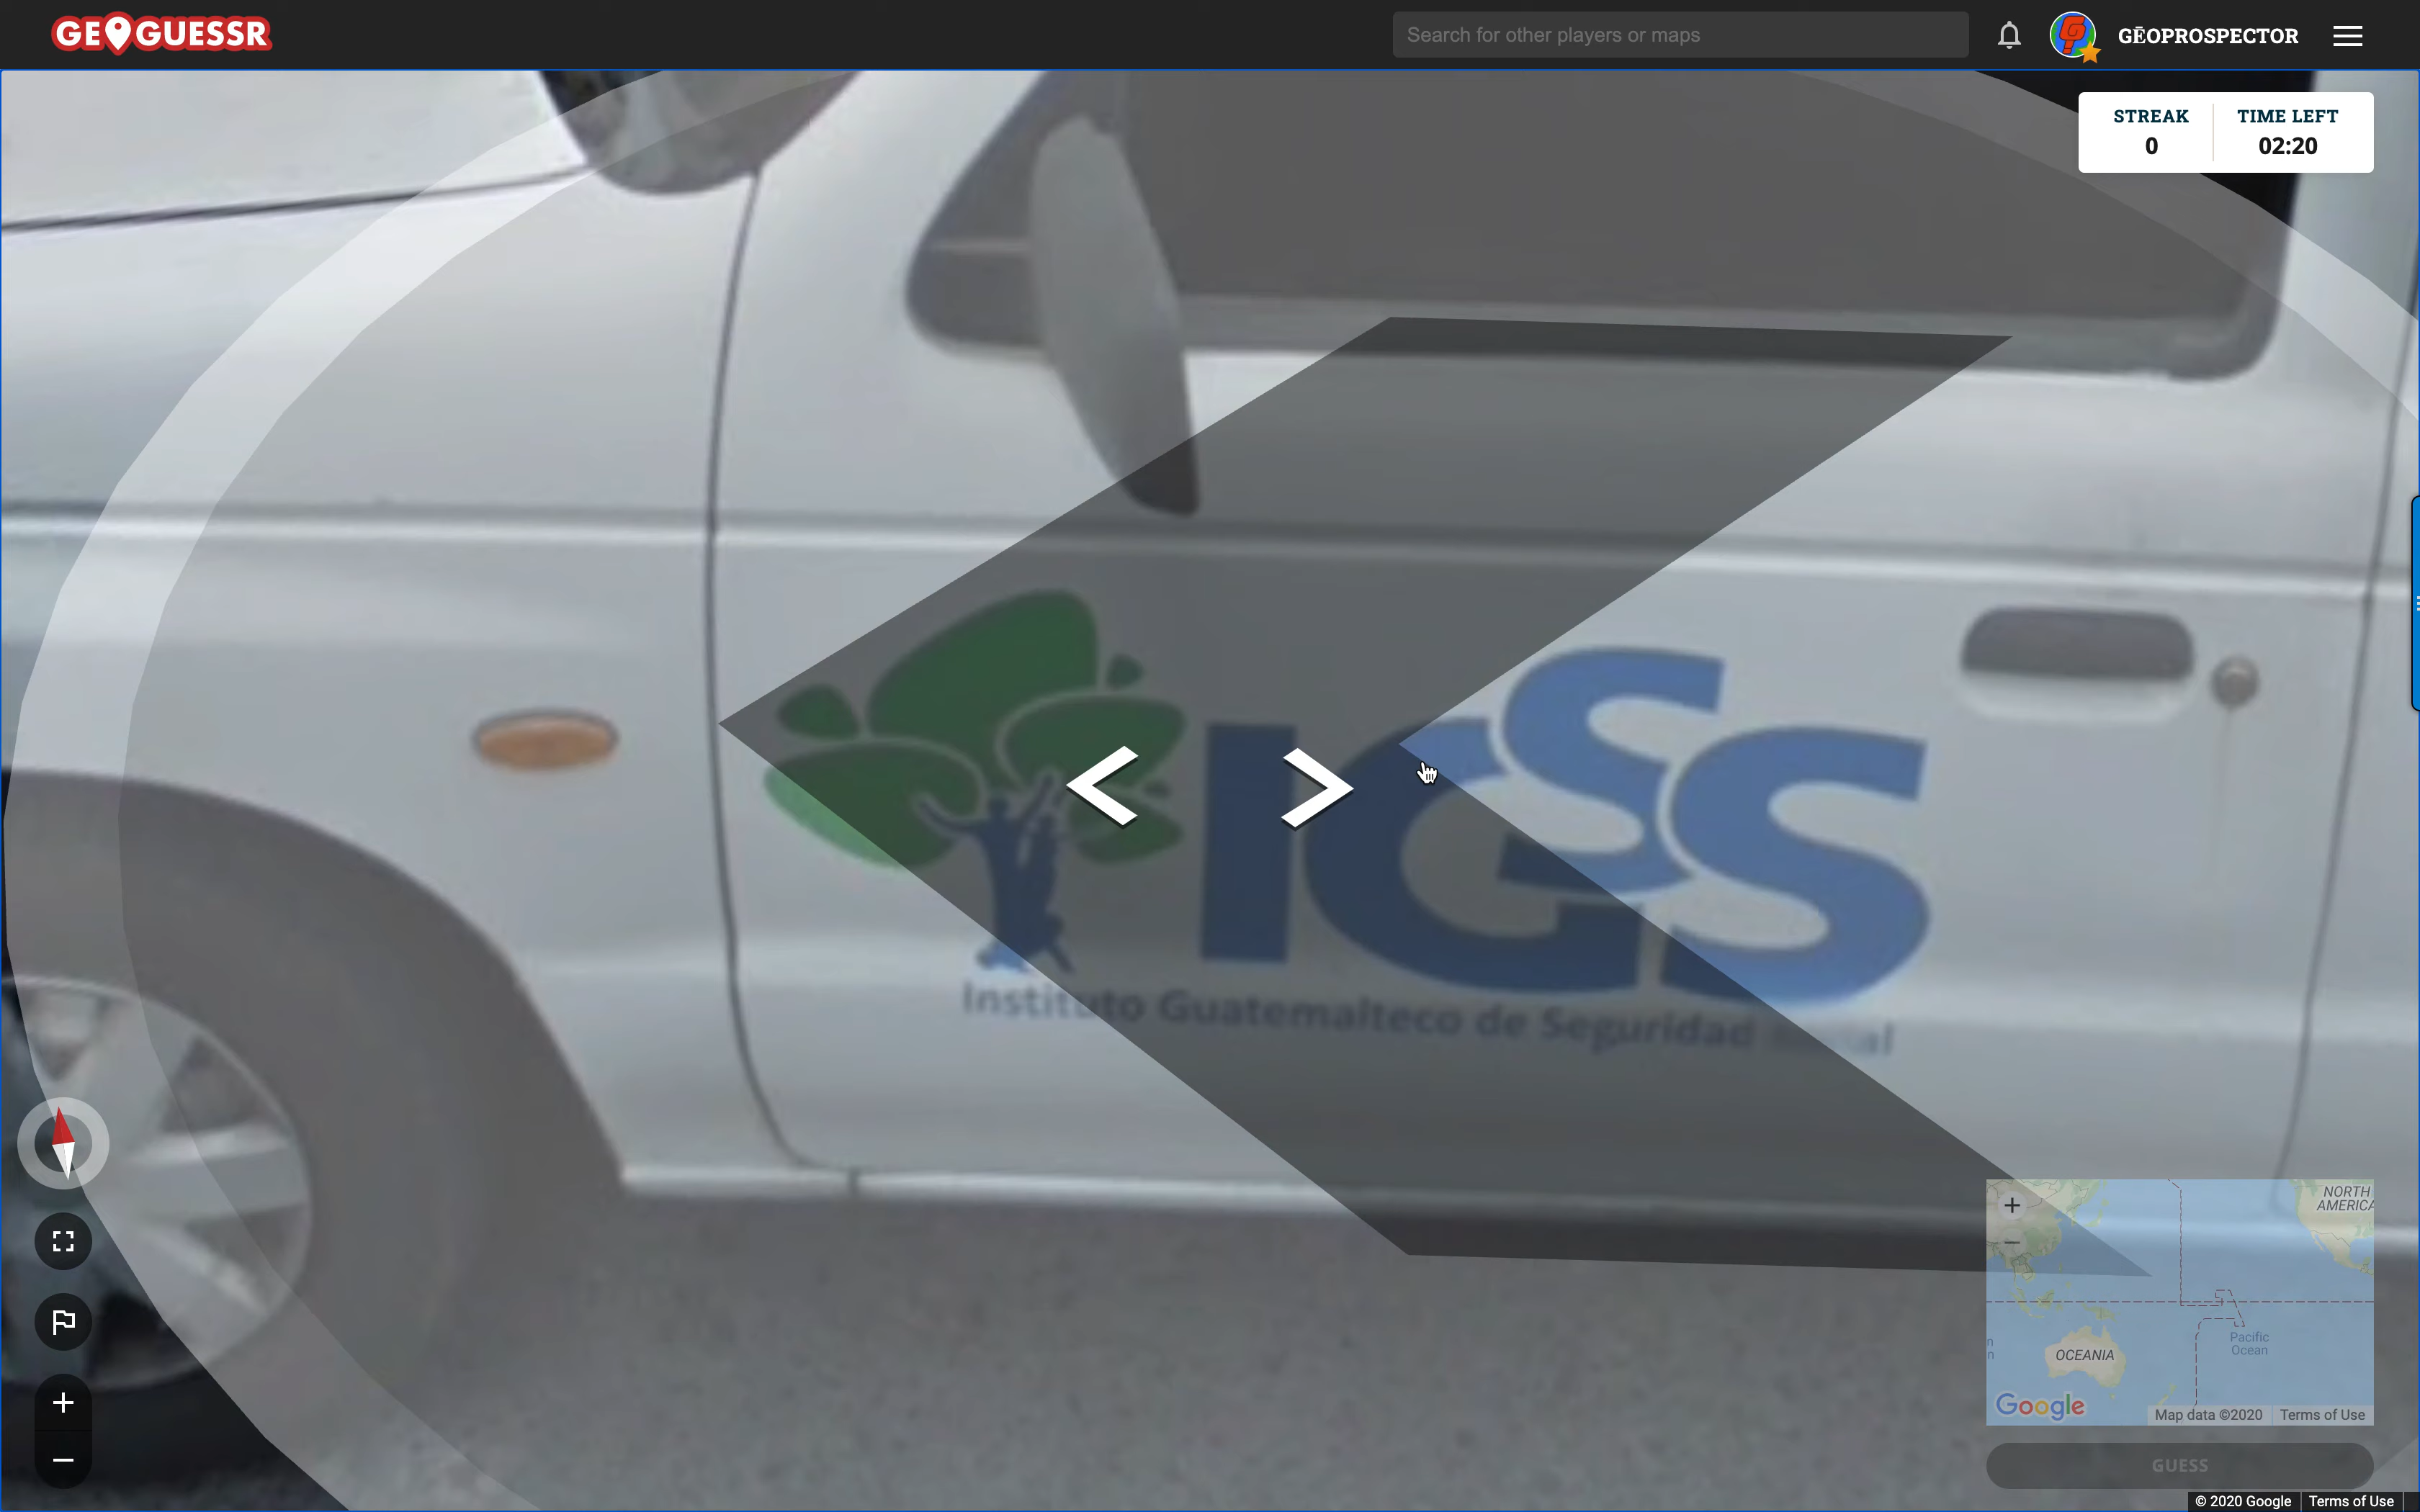 GEOGUESSR
Search for other players or maps
GĒOPROSPECTOR
STREAK
0
TIME LEFT
02:20
IGSS
Instituto Guatemalteco de Seguridad
NORTH
AMERICA
Pacific
Ocean
OCEANIA
Google
Map data ©2020
Terms of Use
GUESS
© 2020 Google
Terms of Use